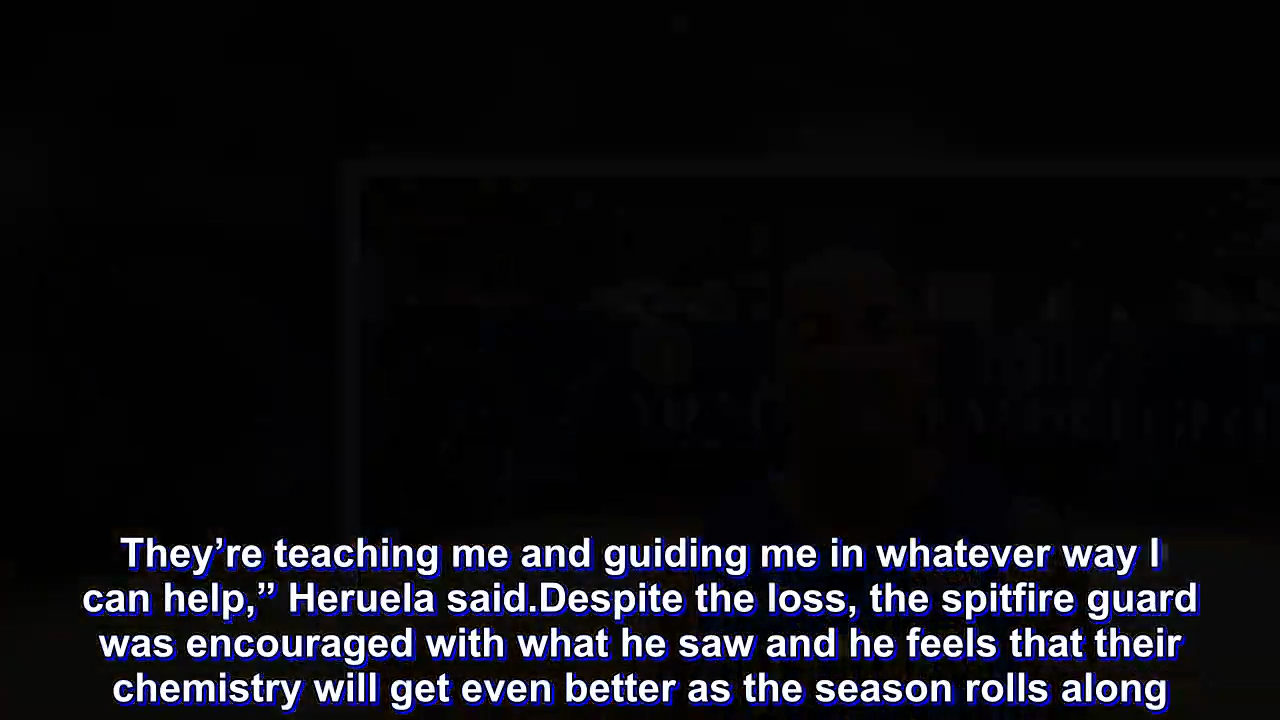 They’re teaching me and guiding me in whatever way I
can help,” Heruela said.Despite the loss, the spitfire guard
was encouraged with what he saw and he feels that their
chemistry will get even better as the season rolls along